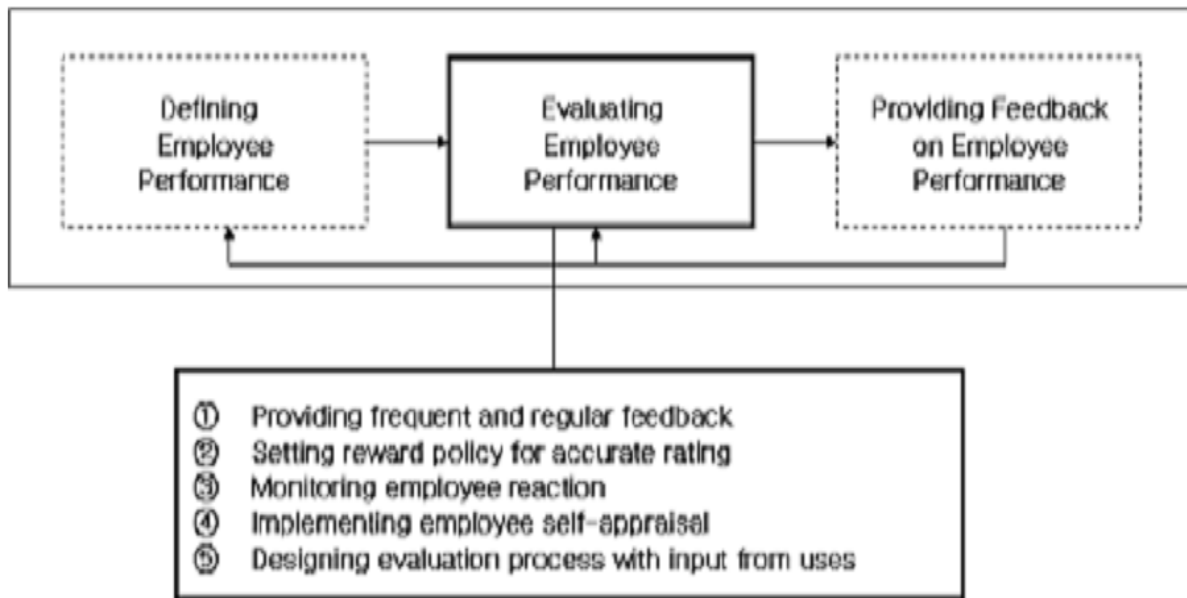 Defining
Employee
Performance
Evaluating
Employee
Performance
Providing Feedback
on Employee
Performance
① Providing frequent and regular feedback
② Setting reward policy for accurate rating
③ Monitoring employee reaction
④ Implementing employee self-appraisal
⑤ Designing evaluation process with input from uses